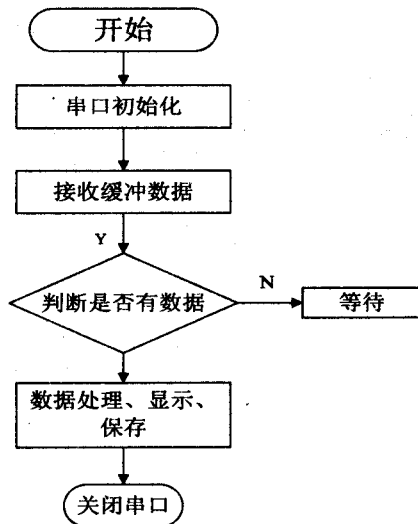 开始
串口初始化
接收缓冲数据
Y
判断是否有数据
N
等待
数据处理、显示、
保存
关闭串口